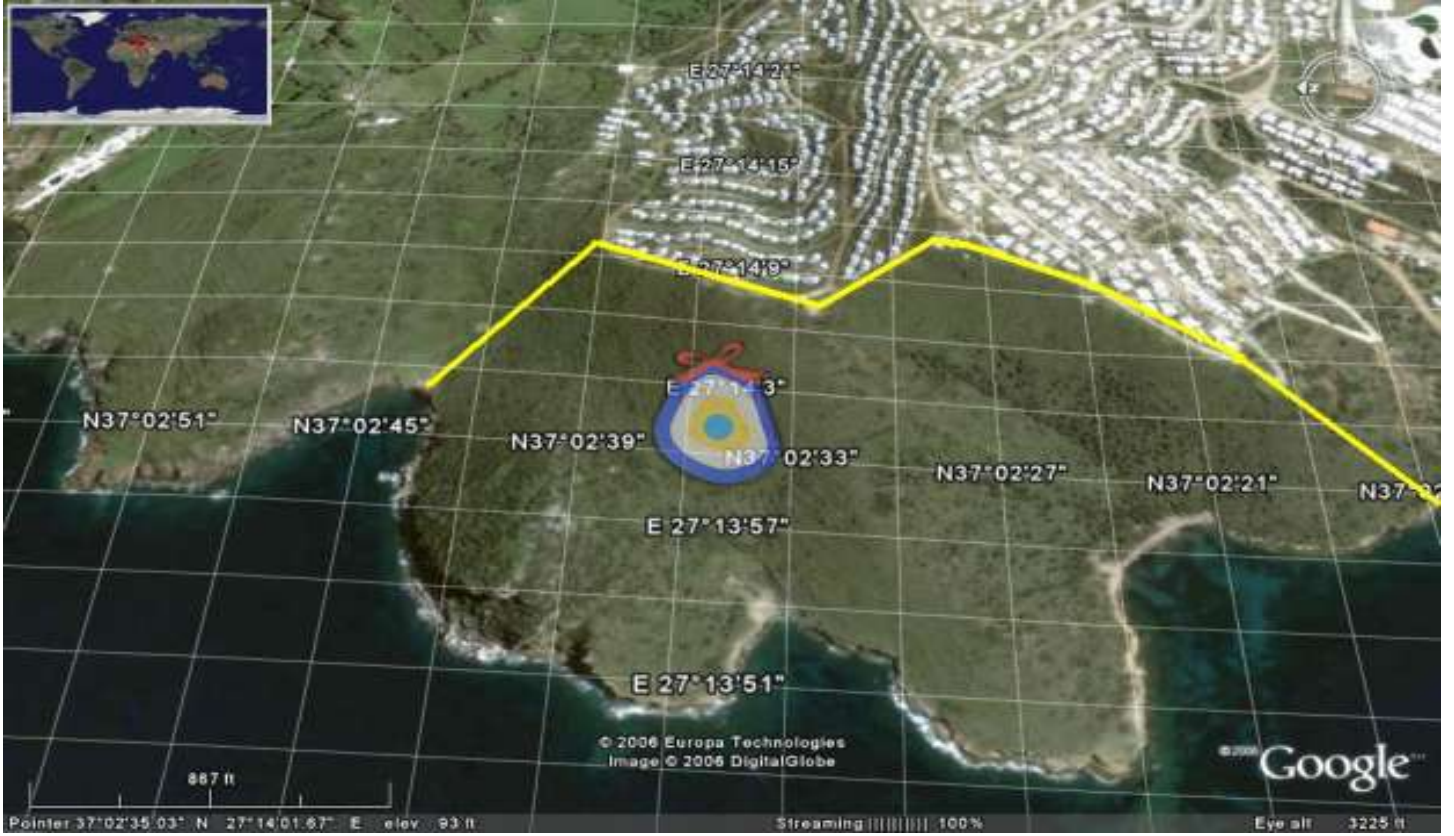 E 27°14'21"
E 27°14'15"
E 27°14'9"
E 27°14'3"
N37°02'51"
N37°02'45"
N37°02'39"
N37°02'33"
N37°02'27"
N37°02'21"
E 27°13'57"
E 27°13'51"
© 2006 Europa Technologies
Image © 2006 DigitalGlobe
© 2006 Google™
867 ft
Pointer 37°02'35.03" N 27°14'01.67" E elev 93 ft
Streaming |||||||||| 100%
Eye alt 3225 ft